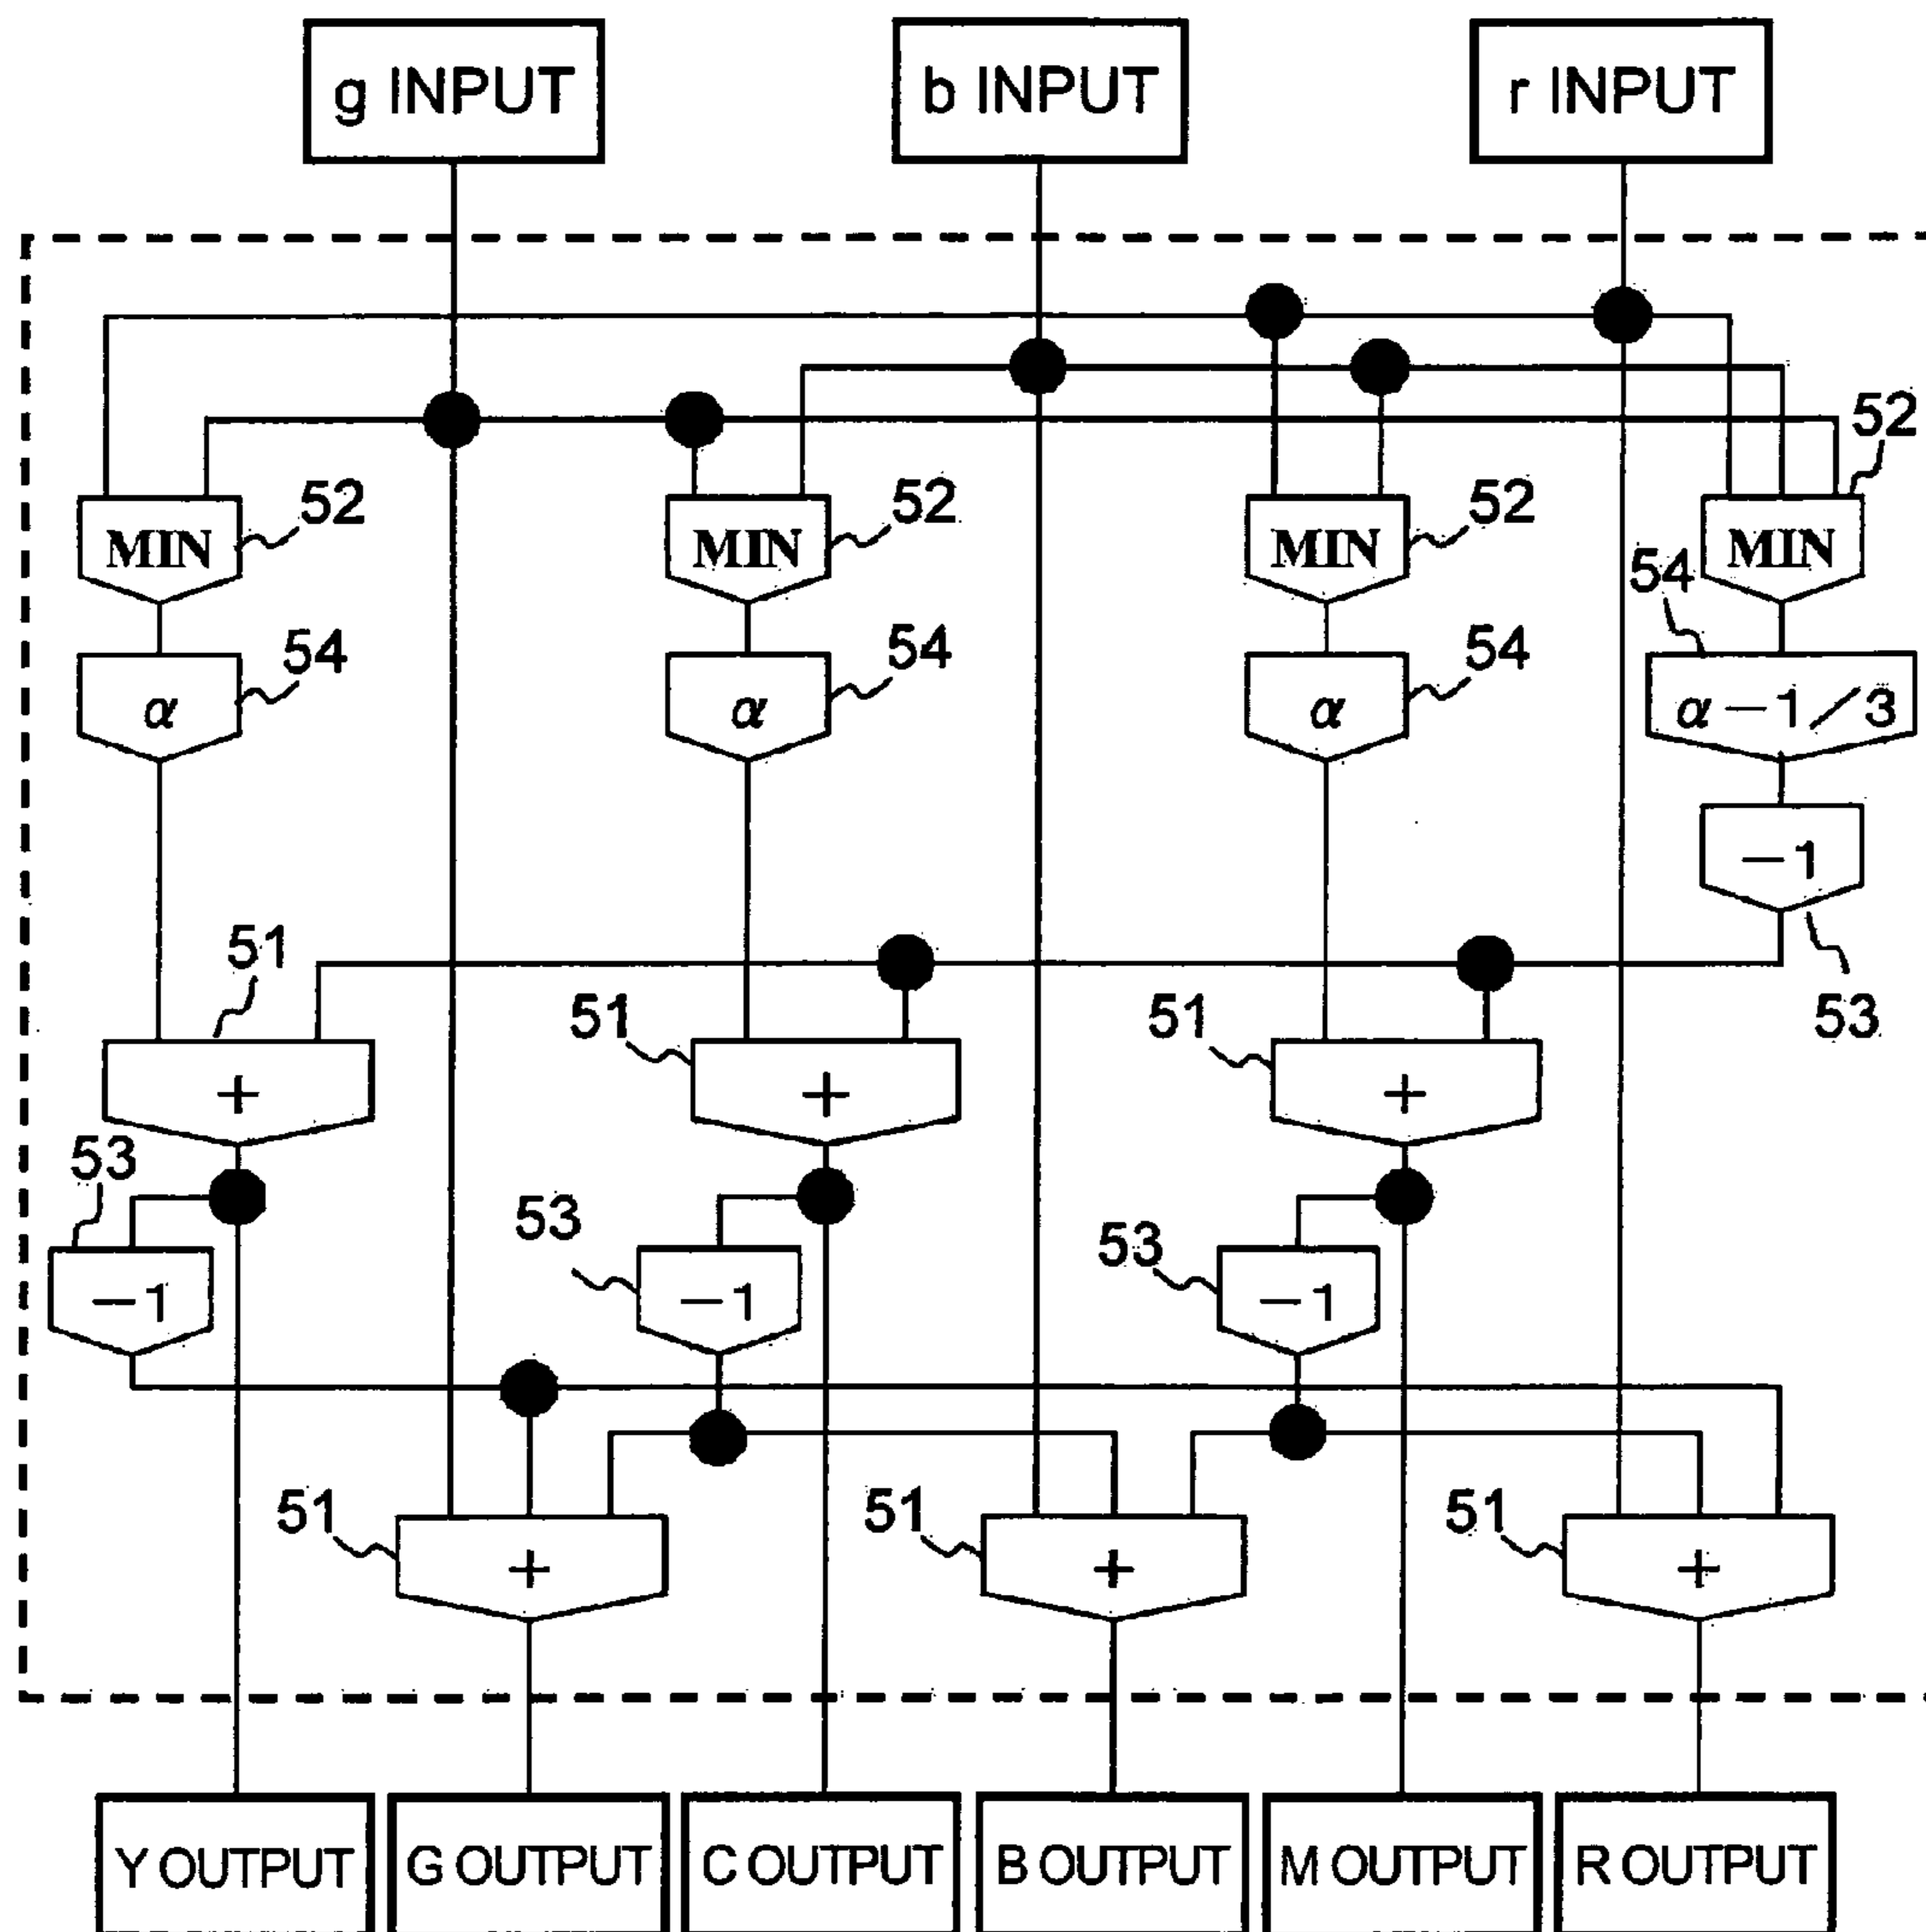 g INPUT
b INPUT
r INPUT
52
MIN
52
MIN
52
MIN
52
MIN
54
α
54
α
54
α
54
α－1／3
－1
53
51
+
51
+
51
+
53
－1
53
－1
53
－1
51
+
51
+
51
+
Y OUTPUT
G OUTPUT
C OUTPUT
B OUTPUT
M OUTPUT
R OUTPUT